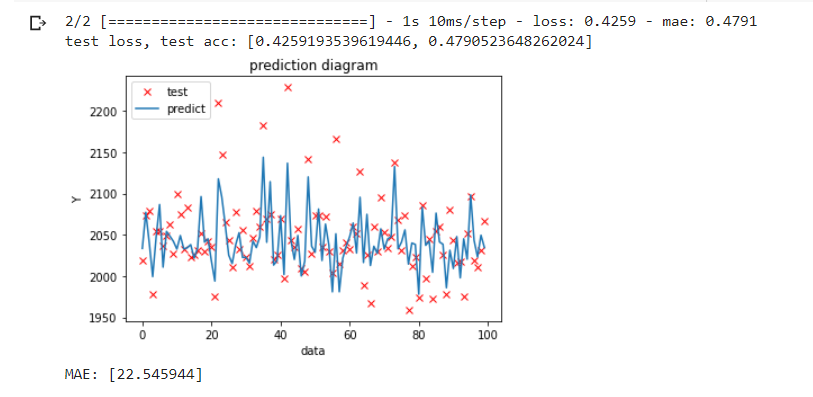 2/2 [==============================] - 1s 10ms/step - loss: 0.4259 - mae: 0.4791
test loss, test acc: [0.4259193539619446, 0.4790523648262024]
prediction diagram
test
predict
2200
2150
2100
2050
2000
1950
Y
0 20 40 60 80 100
data
MAE: [22.545944]